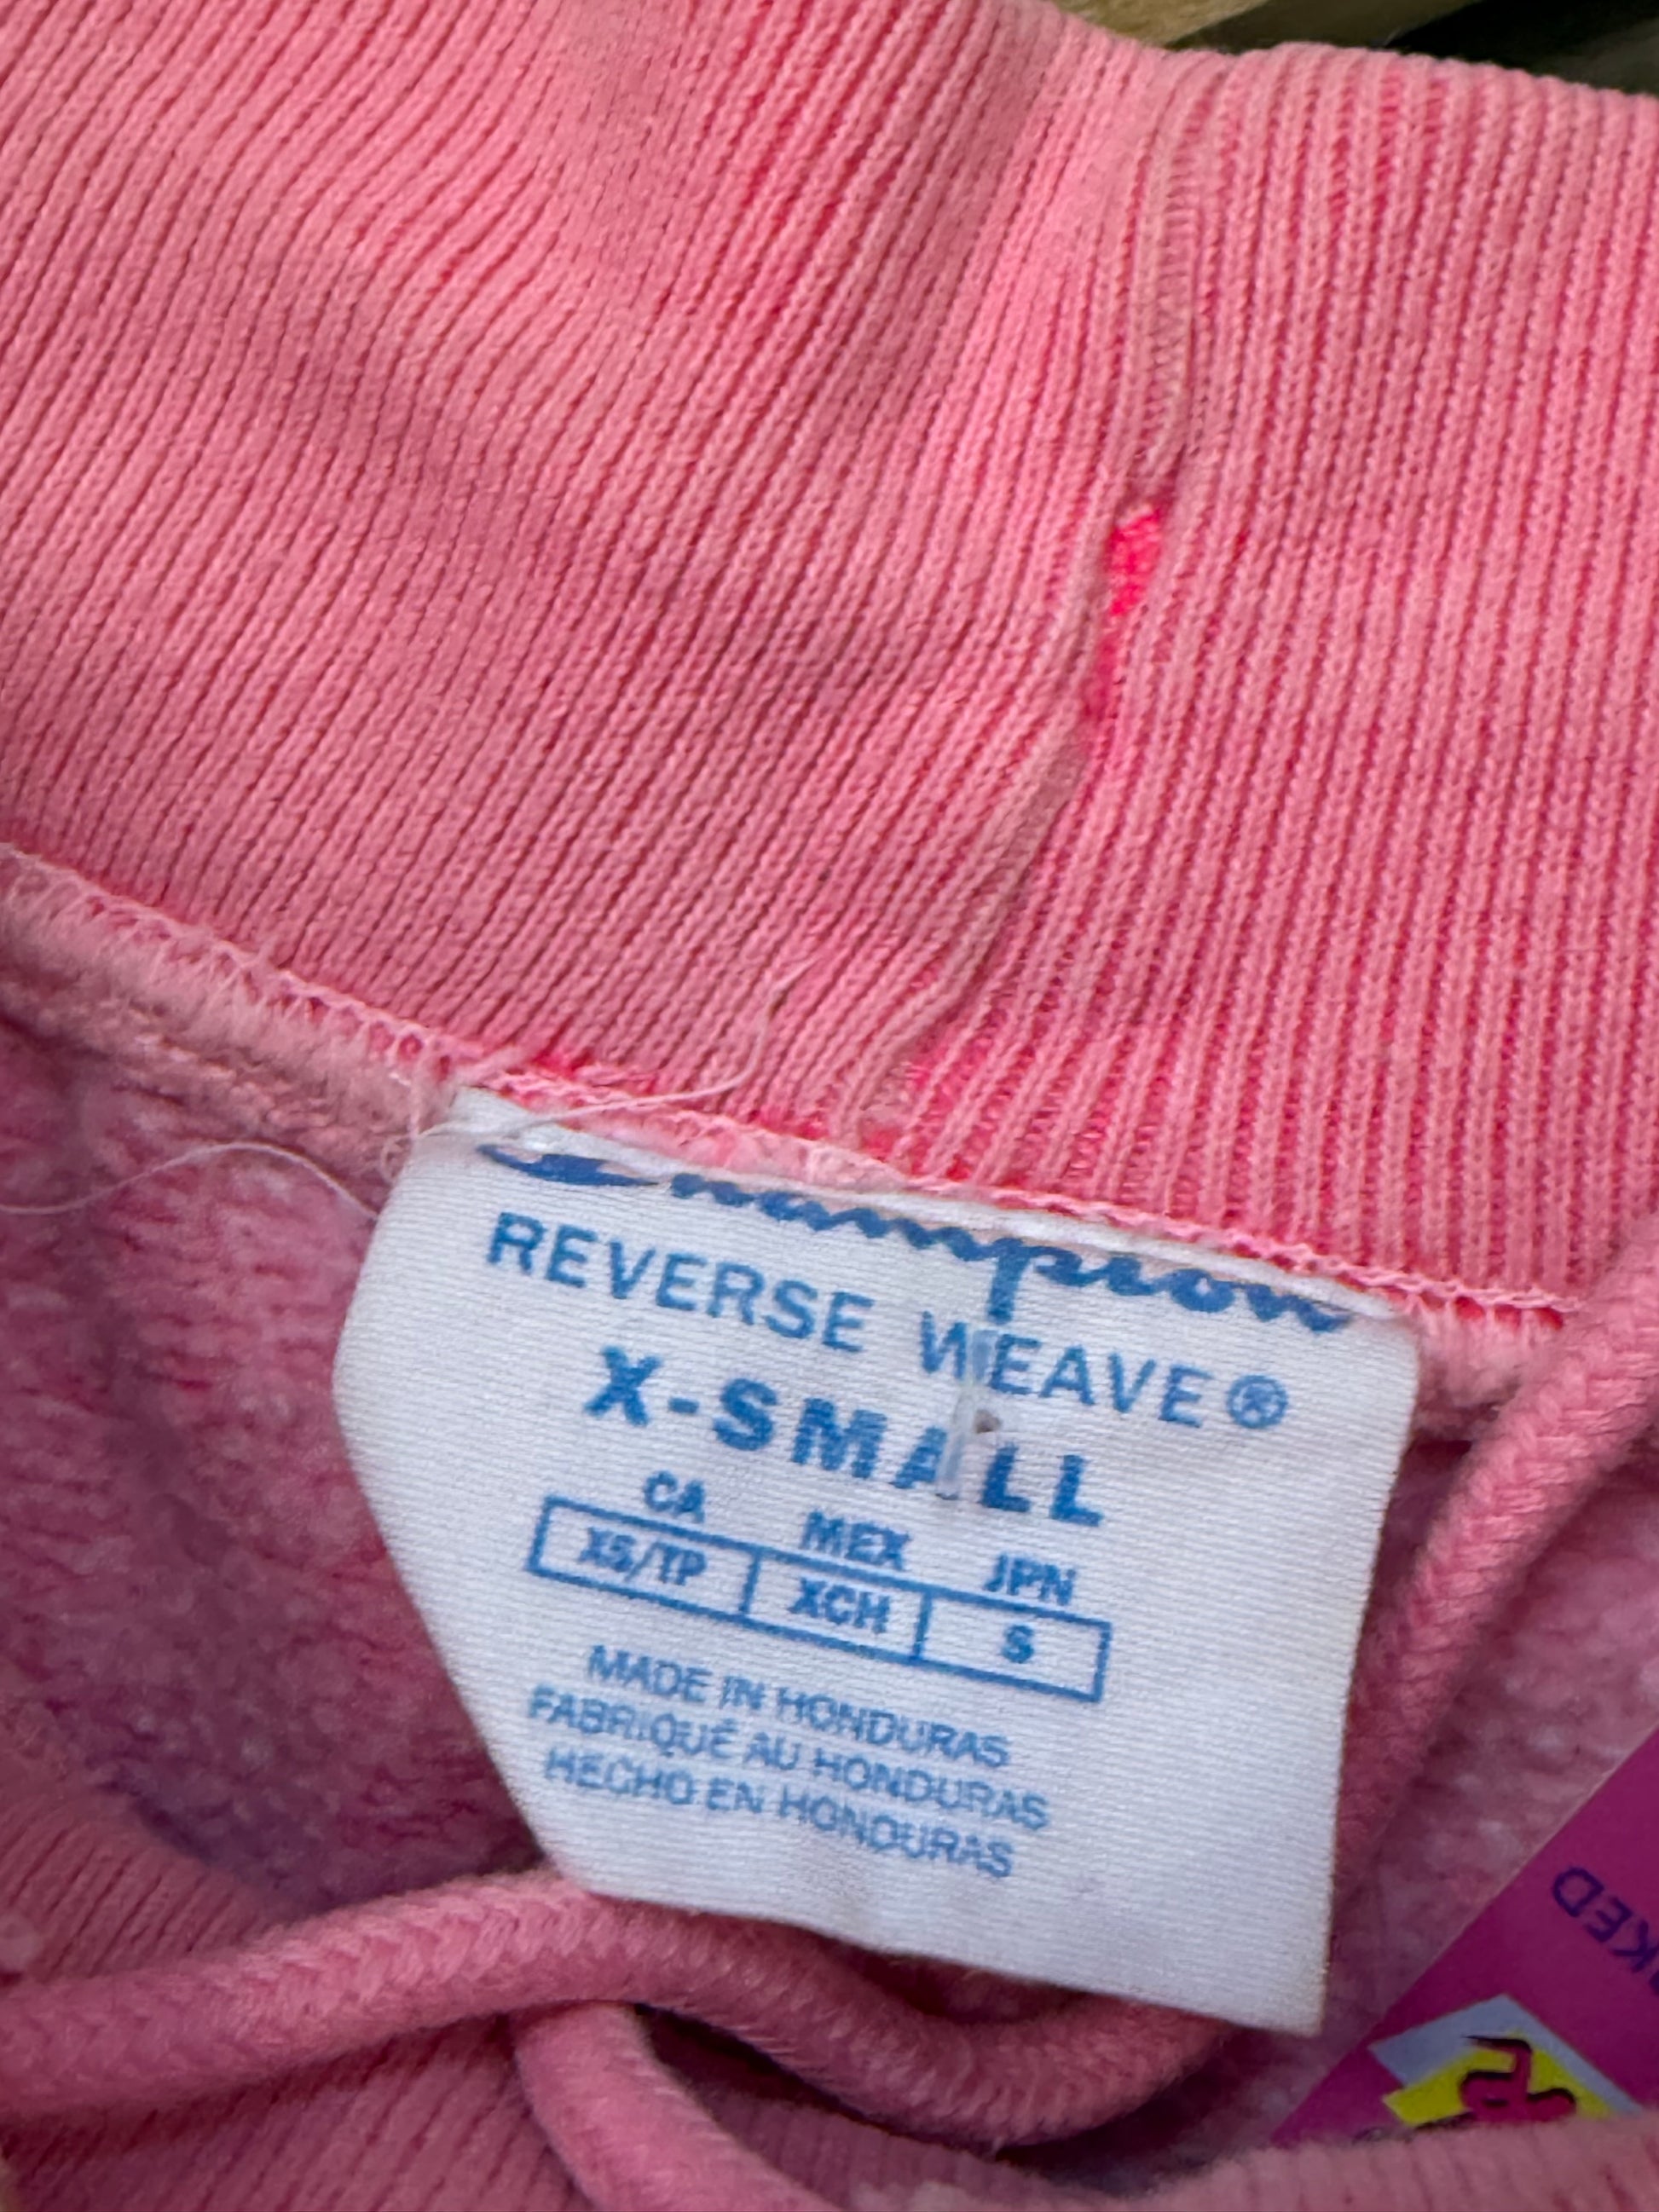 Champion
REVERSE WEAVE®
X-SMALL
CA MEX JPN
XS/TP XCH S
MADE IN HONDURAS
FABRIQUÉ AU HONDURAS
HECHO EN HONDURAS